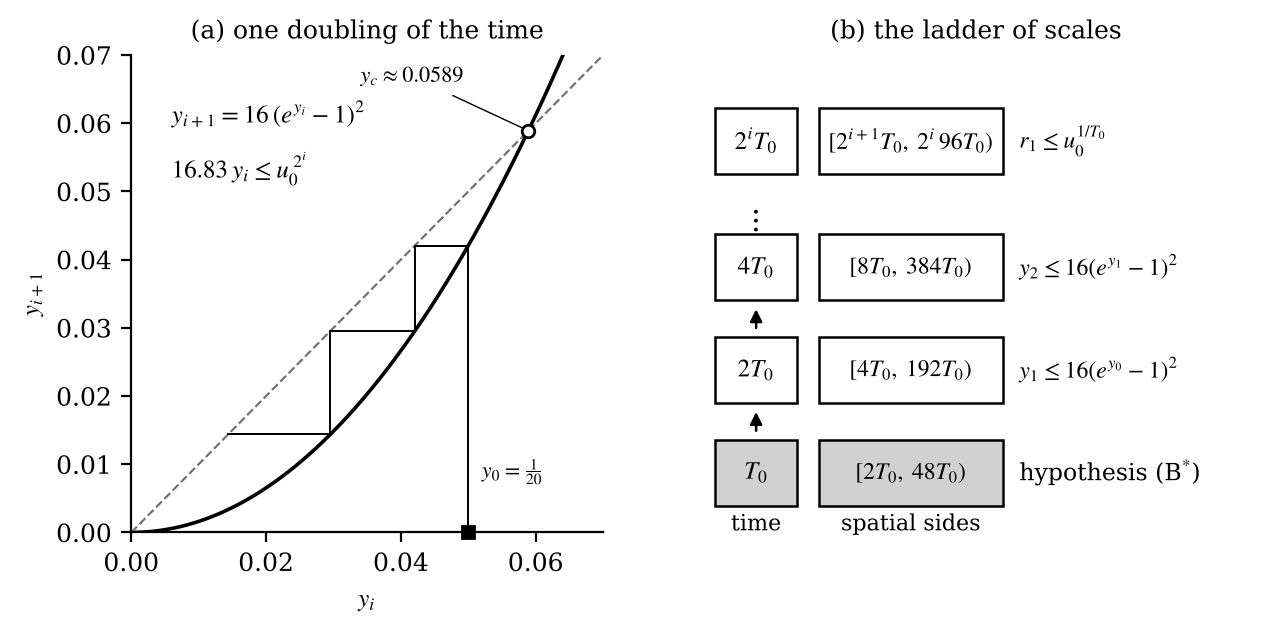 (a) one doubling of the time
0.07
0.06
0.05
0.04
0.03
0.02
0.01
0.00
y_{i+1}
y_c ≈ 0.0589
y_{i+1} = 16 (e^{y_i} − 1)^2
16.83 y_i ≤ u_0^{2^i}
y_0 = 1/20
0.00 0.02 0.04 0.06
y_i
(b) the ladder of scales
2^i T_0 [2^{i+1}T_0, 2^i 96T_0) r_1 ≤ u_0^{1/T_0}
⋮
4T_0 [8T_0, 384T_0) y_2 ≤ 16(e^{y_1} − 1)^2
2T_0 [4T_0, 192T_0) y_1 ≤ 16(e^{y_0} − 1)^2
T_0 [2T_0, 48T_0) hypothesis (B^*)
time spatial sides